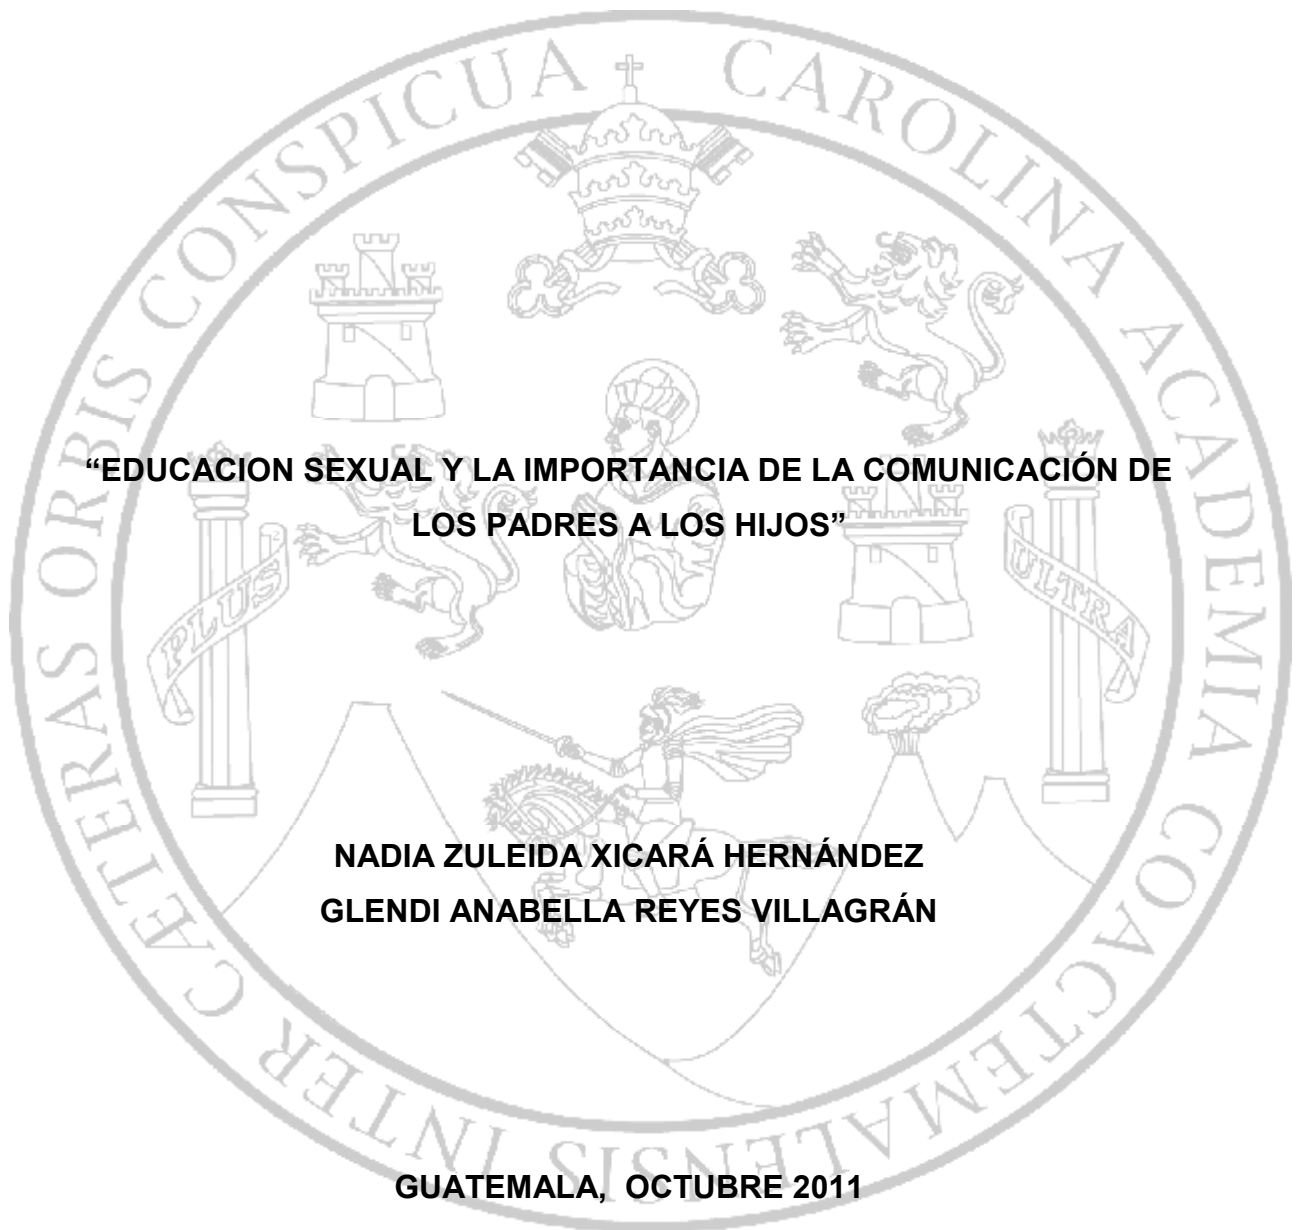 “EDUCACION SEXUAL Y LA IMPORTANCIA DE LA COMUNICACIÓN DE
LOS PADRES A LOS HIJOS”
NADIA ZULEIDA XICARÁ HERNÁNDEZ
GLENDI ANABELLA REYES VILLAGRÁN
GUATEMALA, OCTUBRE 2011
CAROLINA ACADEMIA COACTEMALENSIS INTER CÆTERAS ORBIS CONSPICUA
PLUS
ULTRA